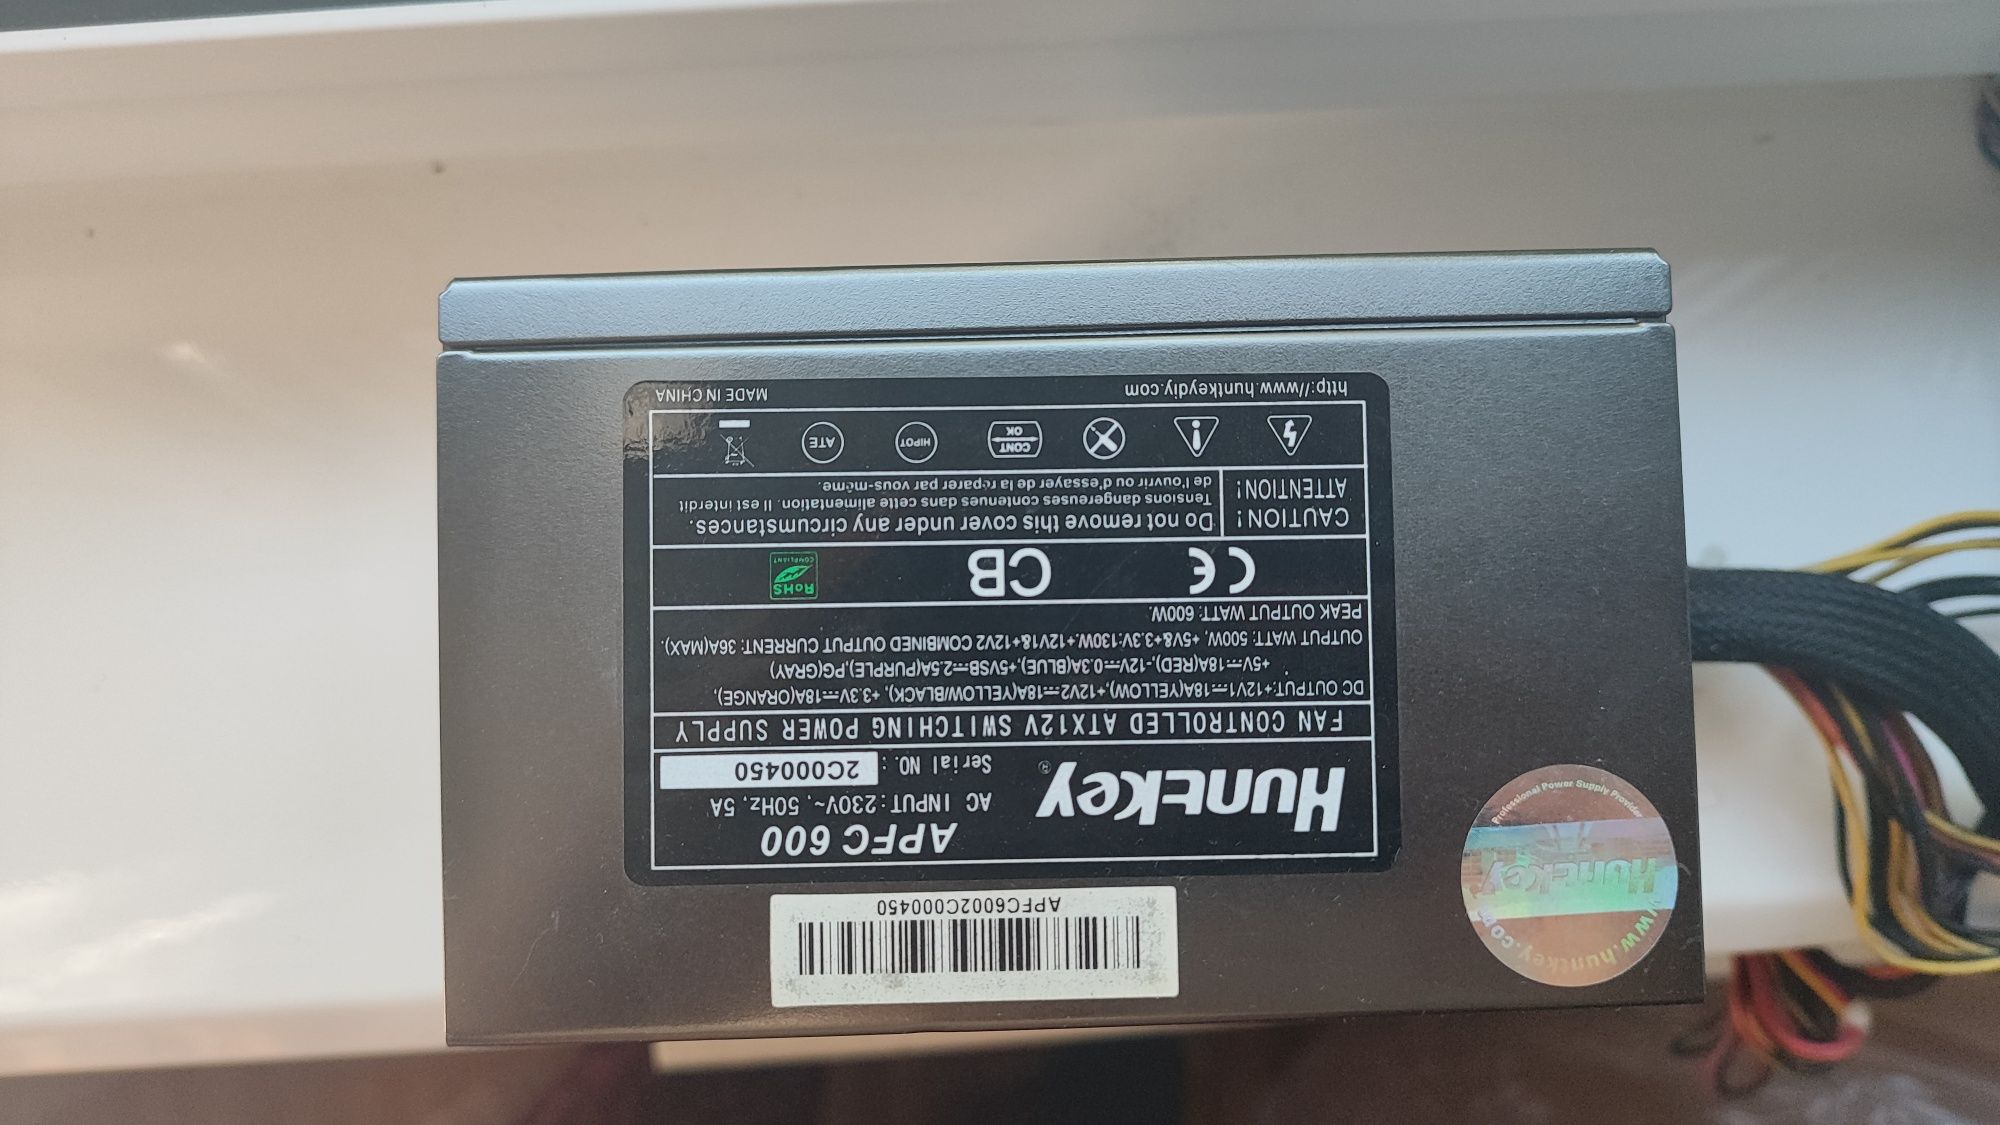 APFC6002C000450
APFC 600
Huntkey®
AC INPUT: 230V~, 50Hz, 5A
Serial NO.: 2C000450
FAN CONTROLLED ATX12V SWITCHING POWER SUPPLY
DC OUTPUT:+12V1⎓18A(YELLOW),+12V2⎓18A(YELLOW/BLACK), +3.3V⎓18A(ORANGE),
+5V⎓18A(RED),-12V⎓0.3A(BLUE),+5VSB⎓2.5A(PURPLE),PG(GRAY)
OUTPUT WATT: 500W, +5V&+3.3V:130W.+12V1&+12V2 COMBINED OUTPUT CURRENT: 36A(MAX).
PEAK OUTPUT WATT: 600W.
CE CB RoHS
COMPLIANT
CAUTION! Do not remove this cover under any circumstances.
ATTENTION! Tensions dangereuses contenues dans cette alimentation. Il est interdit
de l'ouvrir ou d'essayer de la réparer par vous-même.
CONT
OK
HIPOT
ATE
http://www.huntkeydiy.com MADE IN CHINA
www.huntkey.com
Huntkey
Professional Power Supply Provider